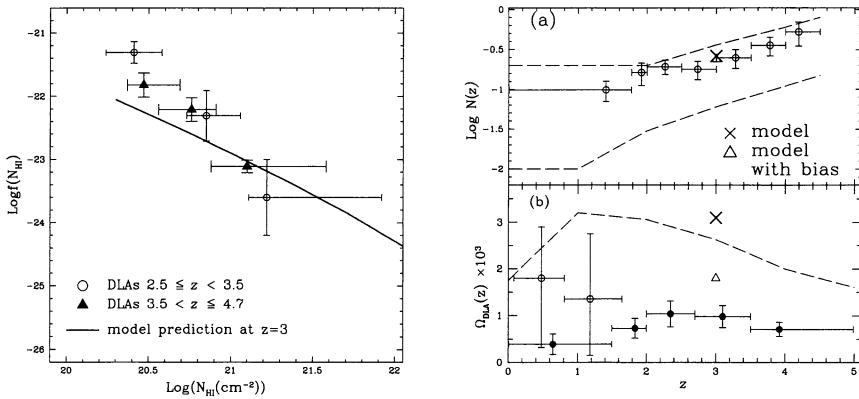 -21
-22
-23
-24
-25
-26
Logf(N_HI)
DLAs 2.5 ≤ z < 3.5
DLAs 3.5 < z ≤ 4.7
model prediction at z=3
20
20.5
21
21.5
22
Log(N_HI(cm⁻²))
(a)
0
-0.5
-1
-1.5
-2
Log N(z)
model
model
with bias
(b)
3
2
1
0
Ω_DLA(z) ×10³
0
1
2
3
4
5
z